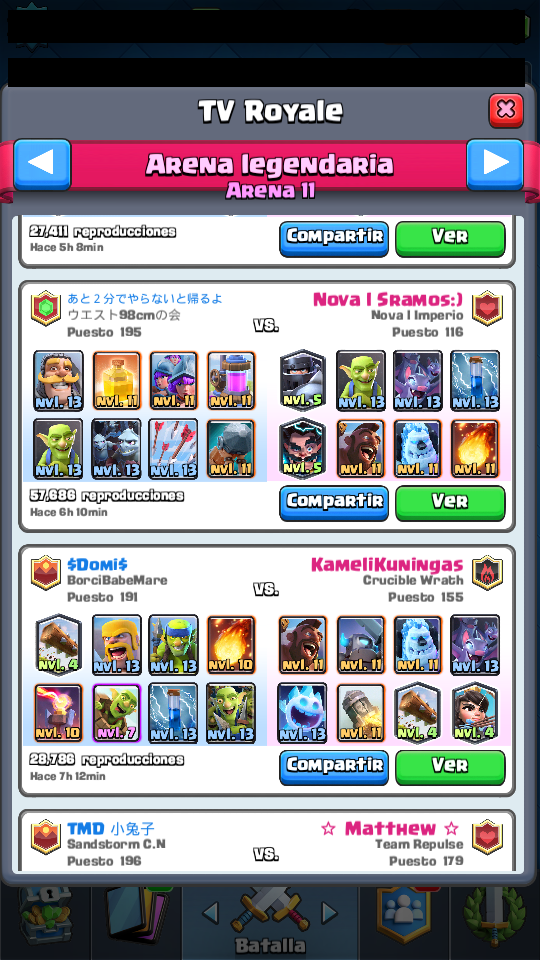 TV Royale
Arena legendaria
Arena 11
27,411 reproducciones
Hace 5h 8min
Compartir
Ver
あと２分でやらないと帰るよ
ウエスト98cmの会
Puesto 195
vs.
Nova | Sramos:)
Nova | Imperio
Puesto 116
Nvl. 13 Nvl. 11 Nvl. 11 Nvl. 11 Nvl. 5 Nvl. 13 Nvl. 13 Nvl. 13
Nvl. 13 Nvl. 13 Nvl. 13 Nvl. 11 Nvl. 5 Nvl. 11 Nvl. 11 Nvl. 11
57,686 reproducciones
Hace 6h 10min
Compartir
Ver
$Domi$
BorciBabeMare
Puesto 191
vs.
KameliKuningas
Crucible Wrath
Puesto 155
Nvl. 4 Nvl. 13 Nvl. 13 Nvl. 10 Nvl. 11 Nvl. 11 Nvl. 11 Nvl. 13
Nvl. 10 Nvl. 7 Nvl. 13 Nvl. 13 Nvl. 13 Nvl. 11 Nvl. 4 Nvl. 4
28,786 reproducciones
Hace 7h 12min
Compartir
Ver
TMD 小兔子
Sandstorm C.N
Puesto 196
vs.
☆ Matthew ☆
Team Repulse
Puesto 179
Batalla